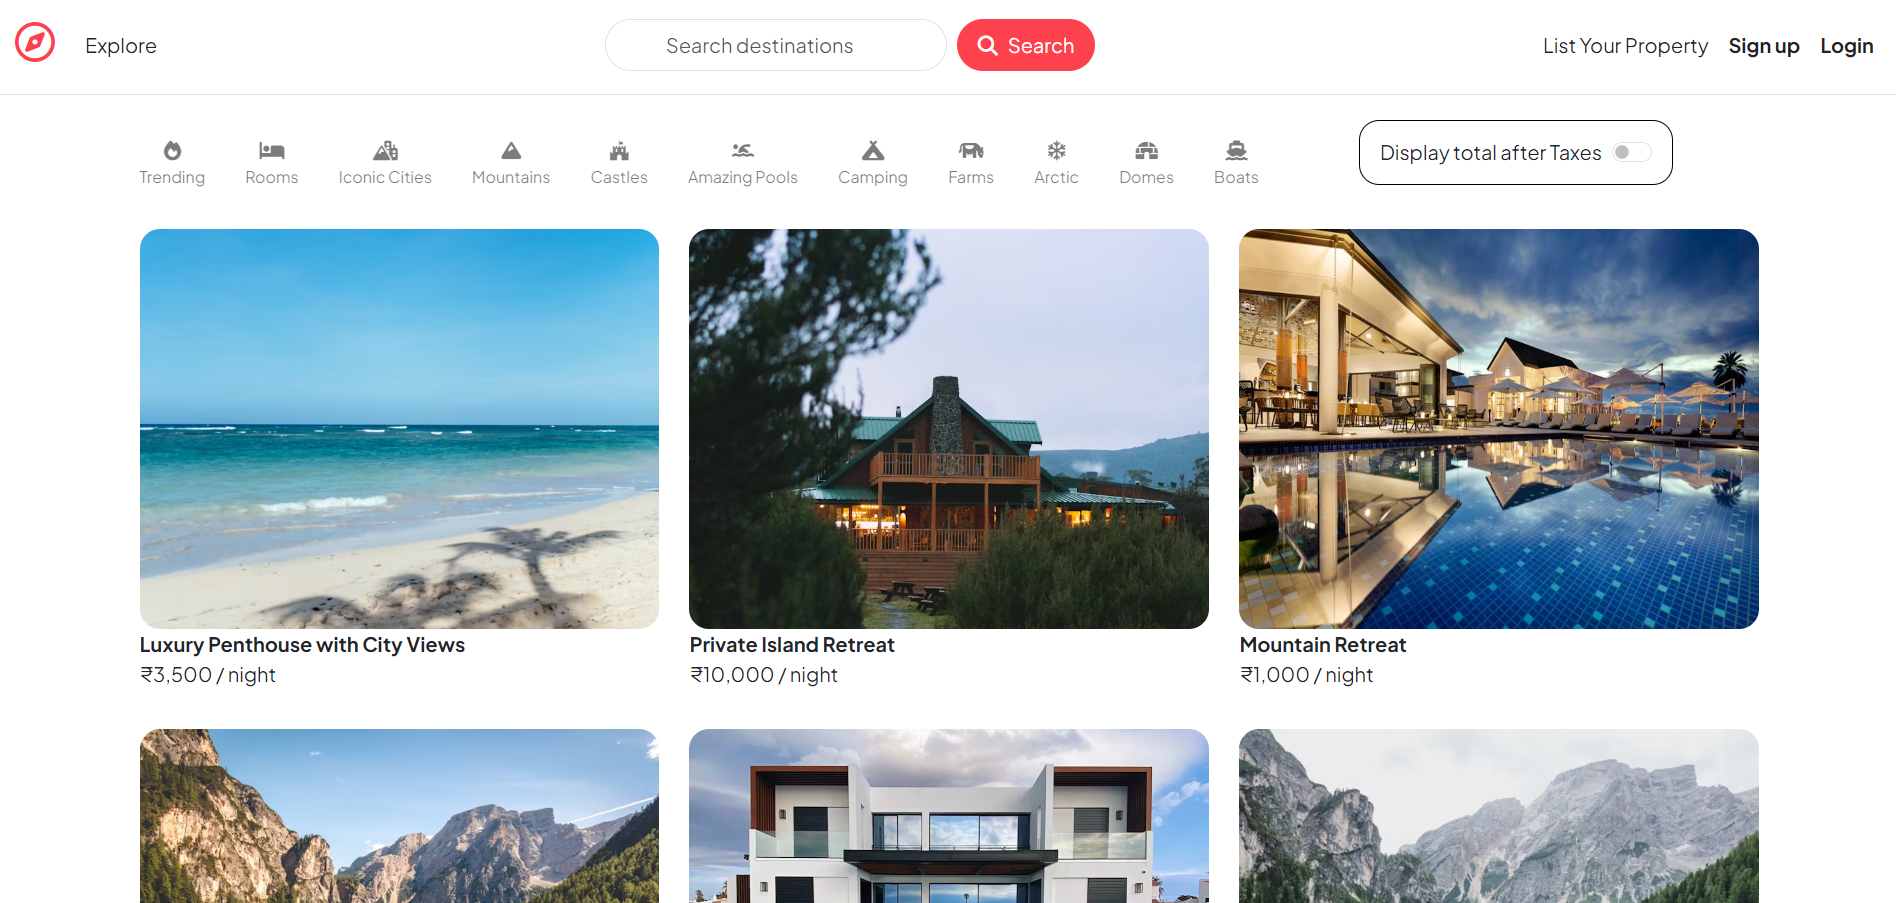 Explore
Search destinations
Search
List Your Property
Sign up
Login
Trending
Rooms
Iconic Cities
Mountains
Castles
Amazing Pools
Camping
Farms
Arctic
Domes
Boats
Display total after Taxes
Luxury Penthouse with City Views
₹3,500 / night
Private Island Retreat
₹10,000 / night
Mountain Retreat
₹1,000 / night